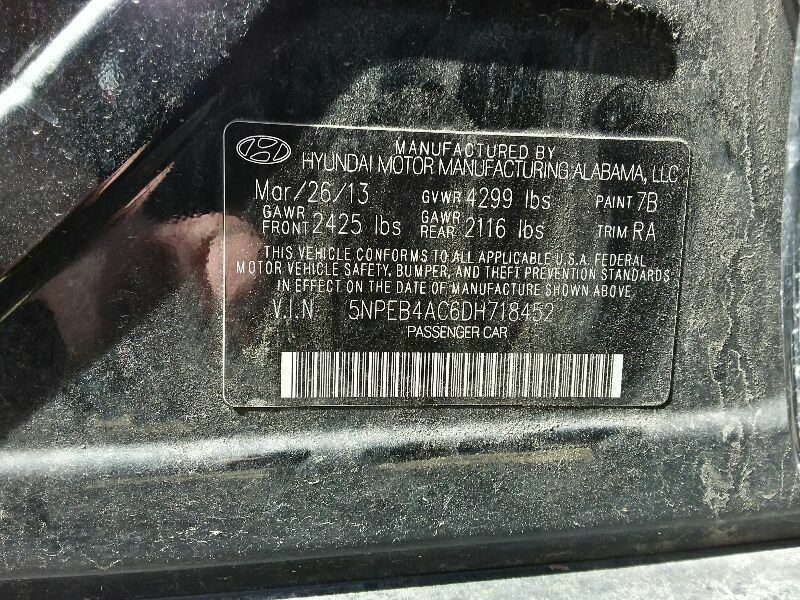 MANUFACTURED BY
HYUNDAI MOTOR MANUFACTURING ALABAMA, LLC
Mar/26/13 GVWR 4299 lbs PAINT 7B
GAWR FRONT 2425 lbs GAWR REAR 2116 lbs TRIM RA
THIS VEHICLE CONFORMS TO ALL APPLICABLE U.S.A. FEDERAL
MOTOR VEHICLE SAFETY, BUMPER, AND THEFT PREVENTION STANDARDS
IN EFFECT ON THE DATE OF MANUFACTURE SHOWN ABOVE.
V.I.N 5NPEB4AC6DH718452
PASSENGER CAR